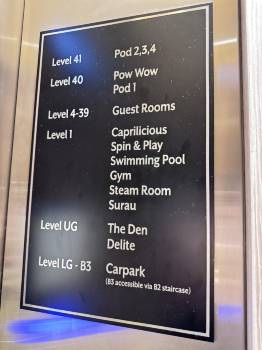 Level 41 Pod 2,3,4
Level 40 Pow Wow
Pod 1
Level 4-39 Guest Rooms
Level 1 Caprilicious
Spin & Play
Swimming Pool
Gym
Steam Room
Surau
Level UG The Den
Delite
Level LG - B3 Carpark
(B3 accessible via B2 staircase)